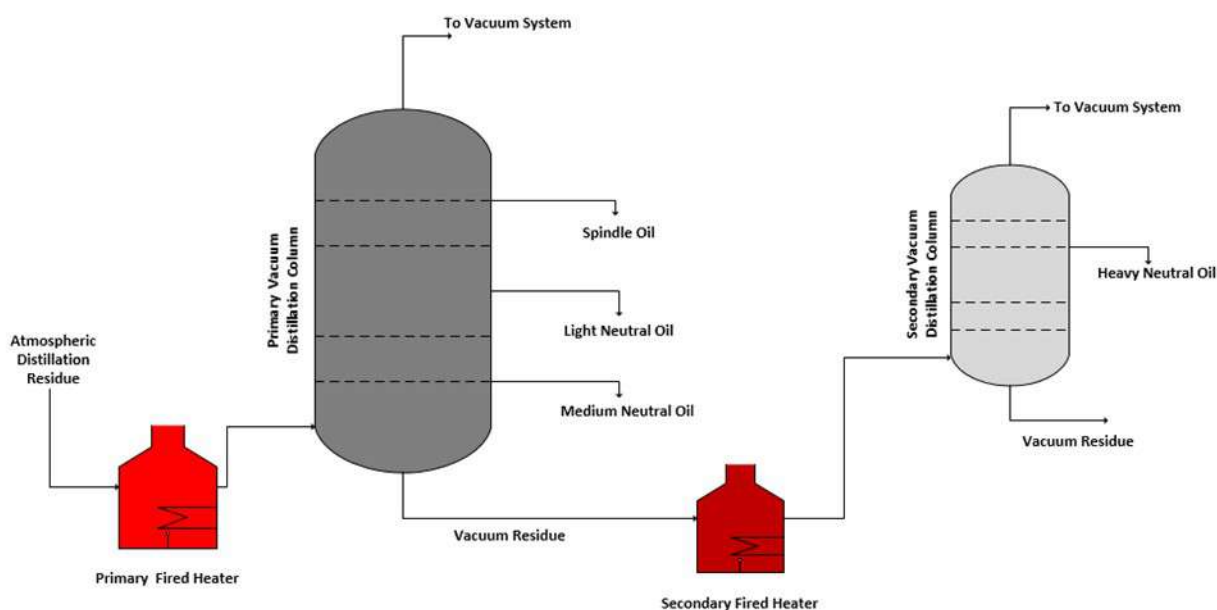 To Vacuum System
Primary Vacuum
Distillation Column
Spindle Oil
Light Neutral Oil
Medium Neutral Oil
Atmospheric
Distillation
Residue
Primary Fired Heater
Vacuum Residue
Secondary Fired Heater
To Vacuum System
Secondary Vacuum
Distillation Column
Heavy Neutral Oil
Vacuum Residue